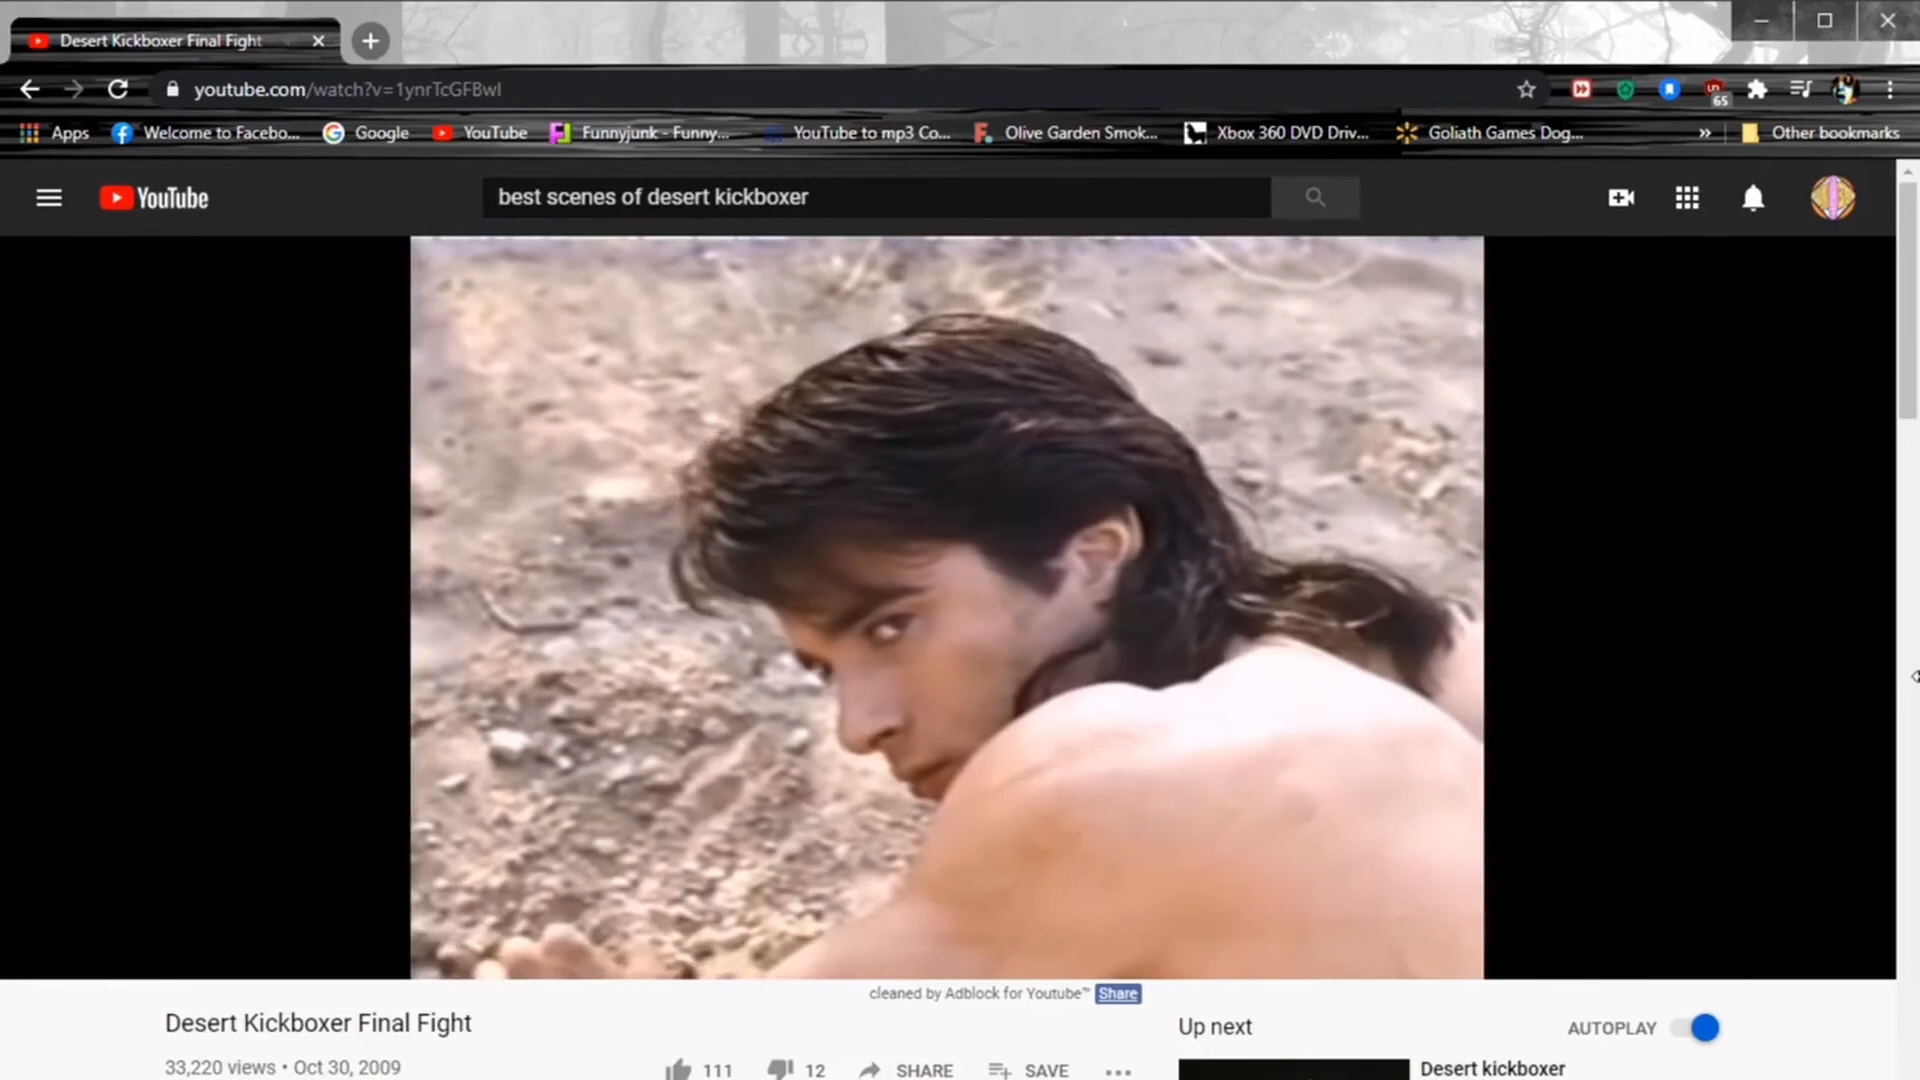 Desert Kickboxer Final Fight
youtube.com/watch?v=1ynrTcGFBwI
65
Apps Welcome to Facebo... Google YouTube Funnyjunk - Funny... YouTube to mp3 Co... Olive Garden Smok... Xbox 360 DVD Driv... Goliath Games Dog... » Other bookmarks
YouTube best scenes of desert kickboxer
cleaned by Adblock for Youtube™ Share
Desert Kickboxer Final Fight
Up next AUTOPLAY
33,220 views • Oct 30, 2009 111 12 SHARE SAVE
Desert kickboxer